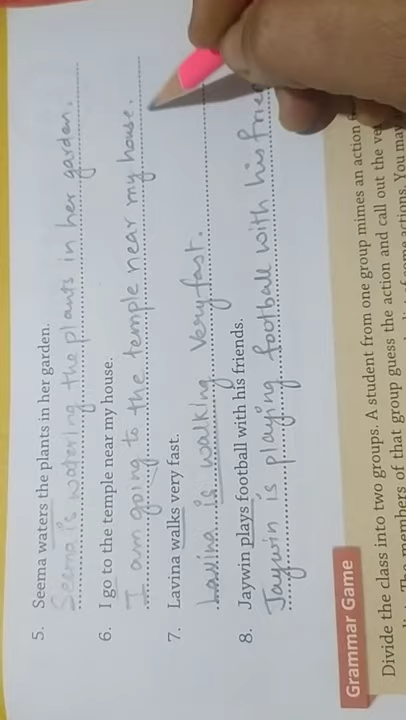 5. Seema waters the plants in her garden.
Seema is watering the plants in her garden.
6. I go to the temple near my house.
I am going to the temple near my house.
7. Lavina walks very fast.
Lavina is walking very fast.
8. Jaywin plays football with his friends.
Jaywin is playing football with his
Grammar Game
Divide the class into two groups. A student from one group mimes an action
members of that group guess the action and call out the
some actions. You may